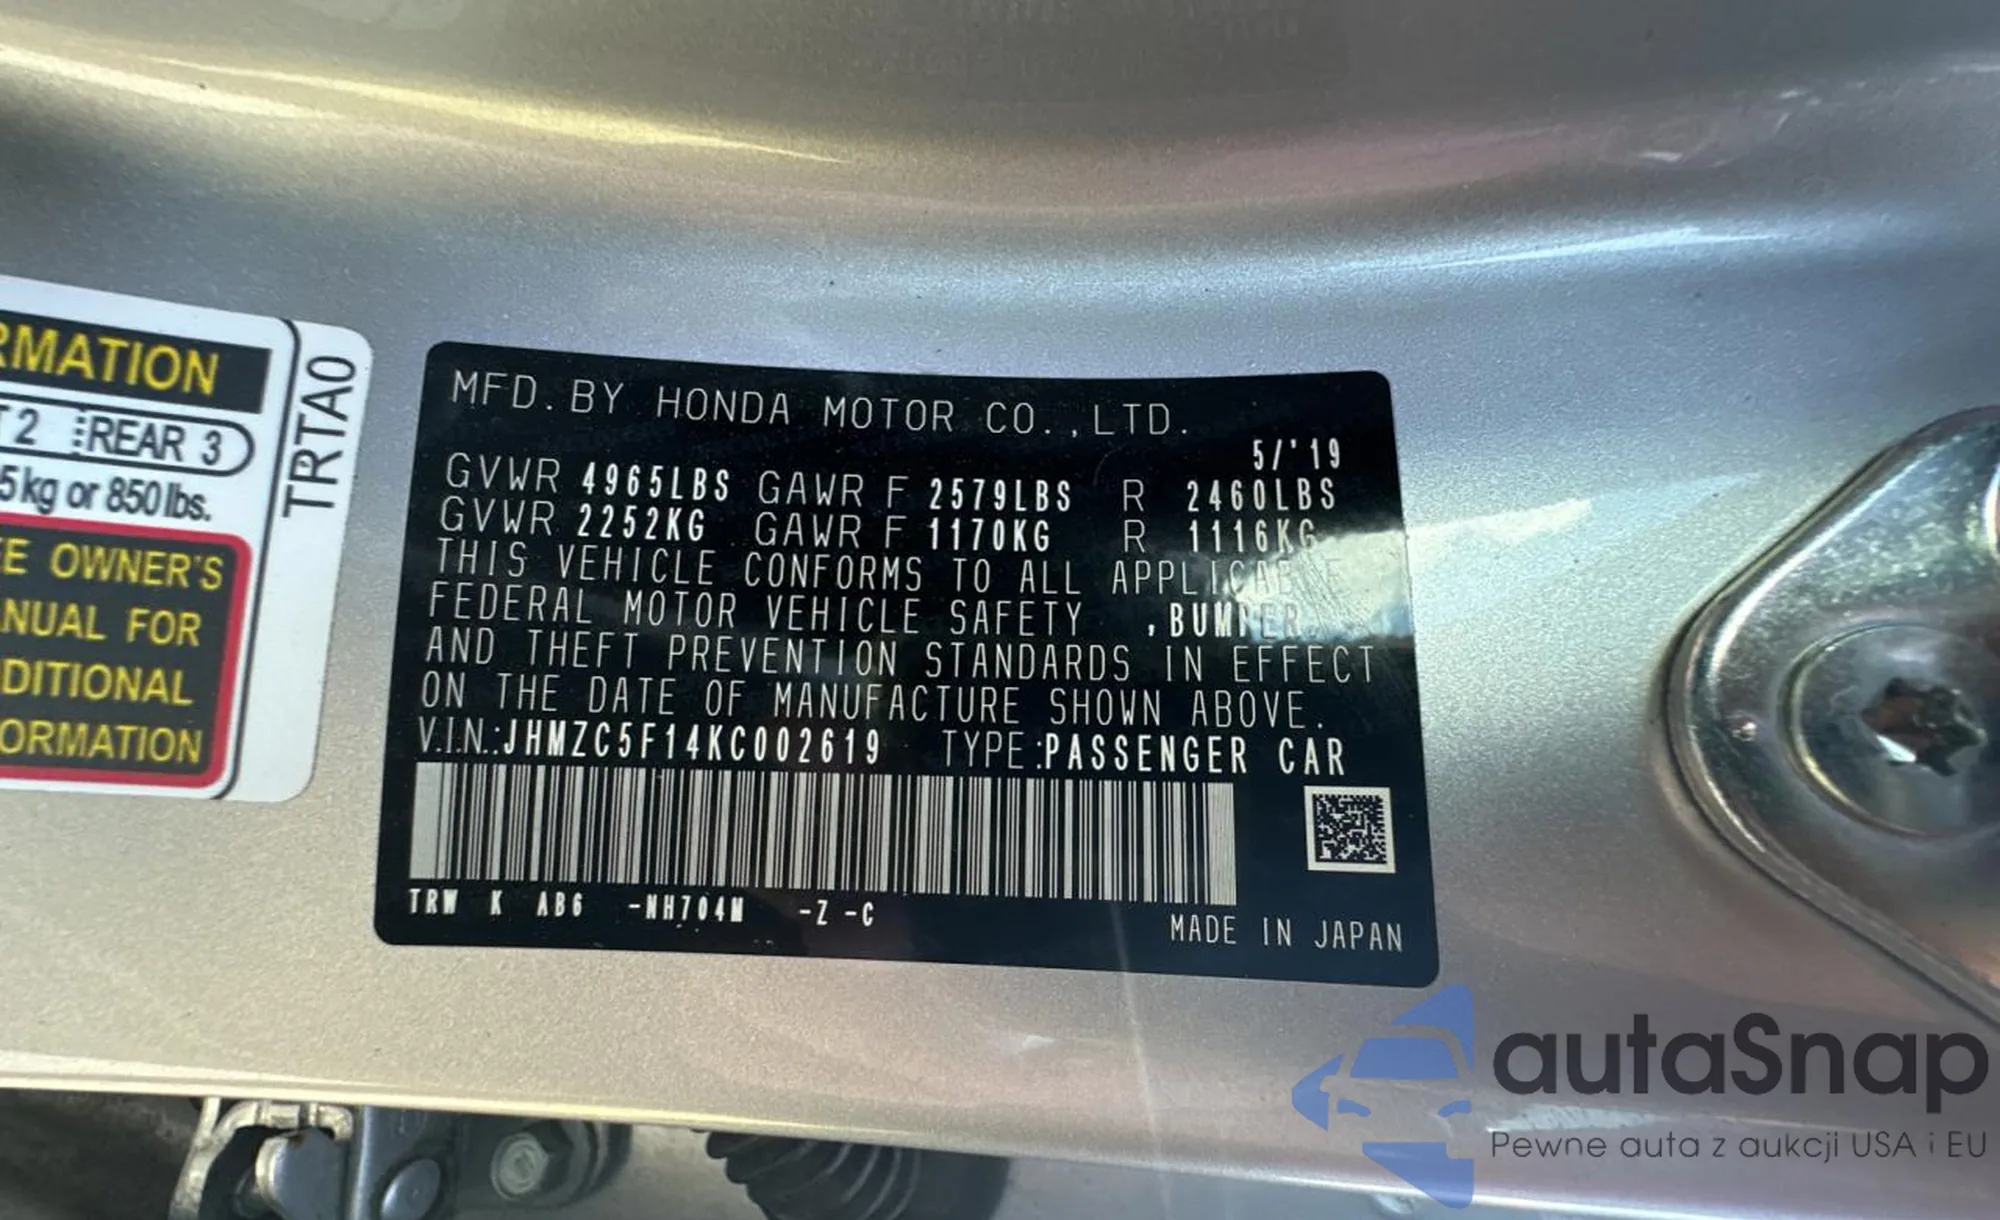 RMATION
T 2 REAR 3
5 kg or 850 lbs.
E OWNER'S
NUAL FOR
DITIONAL
ORMATION
TRTA0
MFD. BY HONDA MOTOR CO., LTD.
5/'19
GVWR 4965LBS GAWR F 2579LBS R 2460LBS
GVWR 2252KG GAWR F 1170KG R 1116KG
THIS VEHICLE CONFORMS TO ALL APPLICABLE
FEDERAL MOTOR VEHICLE SAFETY ,BUMPER
AND THEFT PREVENTION STANDARDS IN EFFECT
ON THE DATE OF MANUFACTURE SHOWN ABOVE.
V.I.N.:JHMZC5F14KC002619 TYPE:PASSENGER CAR
TRW K AB6 -NH704M -Z -C
MADE IN JAPAN
autaSnap
Pewne auta z aukcji USA i EU